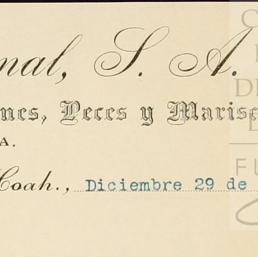 nal, S. A.
nes, Peces y Maris
A.
Coah., Diciembre 29 de